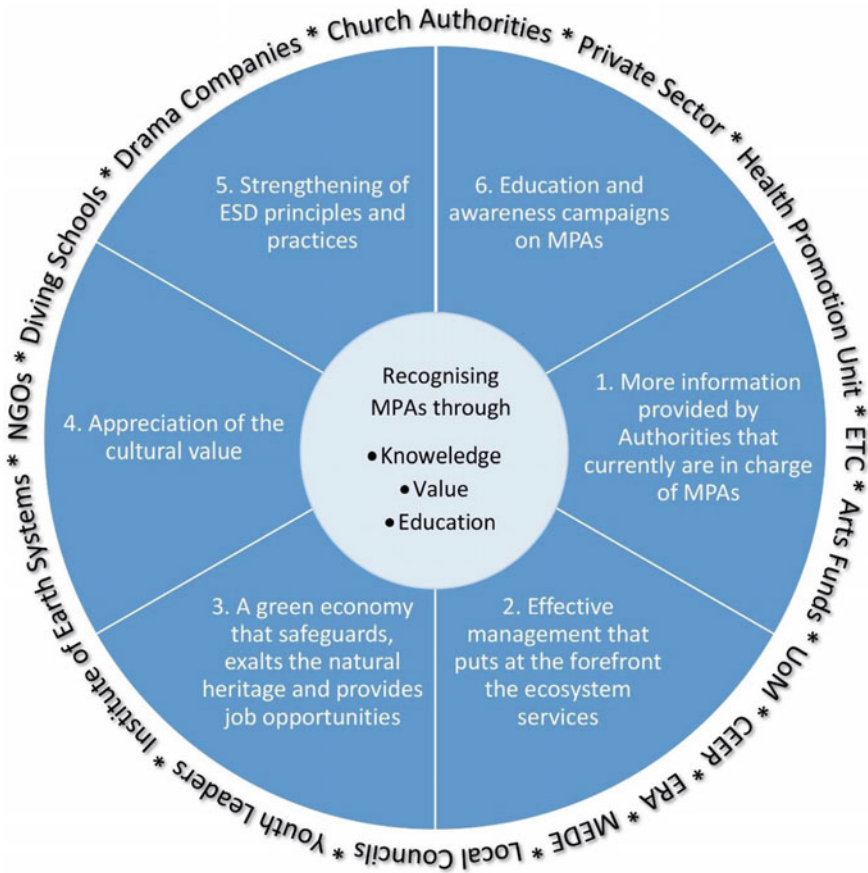 Church Authorities * Private Sector * Health Promotion Unit * ETC * Arts Funds * UoM * CEER * ERA * MEDE * Local Councils * Youth Leaders * Institute of Earth Systems * NGOs * Diving Schools * Drama Companies *
5. Strengthening of
ESD principles and
practices
6. Education and
awareness campaigns
on MPAs
4. Appreciation of the
cultural value
Recognising
MPAs through
•Knoweledge
•Value
•Education
1. More information
provided by
Authorities that
currently are in charge
of MPAs
3. A green economy
that safeguards,
exalts the natural
heritage and provides
job opportunities
2. Effective
management that
puts at the forefront
the ecosystem
services